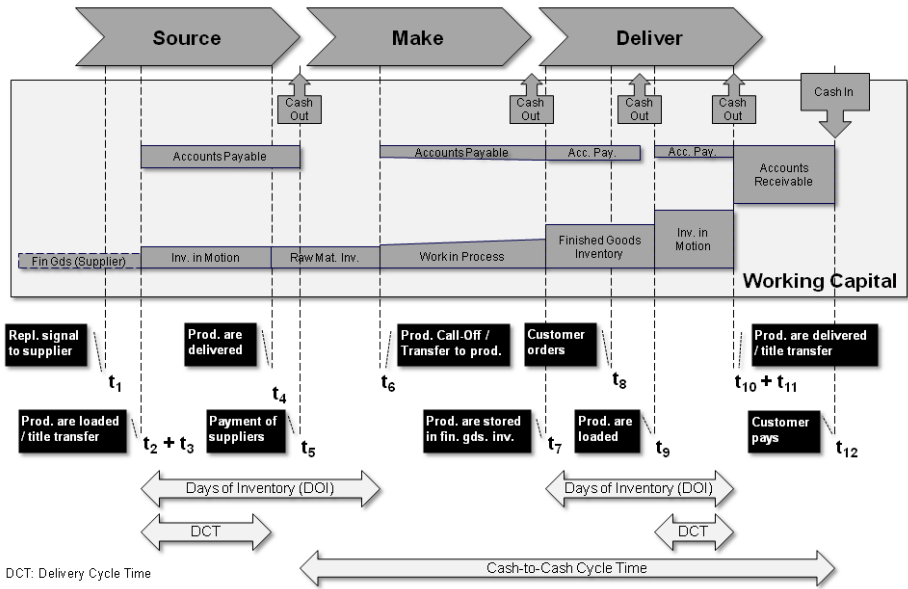 Source
Make
Deliver
Cash
Out
Cash
Out
Cash
Out
Cash
Out
Cash In
Accounts Payable
Accounts Payable
Acc. Pay.
Acc. Pay.
Accounts
Receivable
Fin Gds (Supplier)
Inv. in Motion
Raw Mat. Inv.
Work in Process
Finished Goods
Inventory
Inv. in
Motion
Working Capital
Repl. signal
to supplier
t1
Prod. are
delivered
t4
Prod. Call-Off /
Transfer to prod.
t6
Customer
orders
t8
t10 + t11
Prod. are delivered
/ title transfer
Prod. are loaded
/ title transfer
t2 + t3
Payment of
suppliers
t5
Prod. are stored
in fin. gds. inv.
t7
Prod. are
loaded
t9
Customer
pays
t12
Days of Inventory (DOI)
Days of Inventory (DOI)
DCT
DCT
Cash-to-Cash Cycle Time
DCT: Delivery Cycle Time